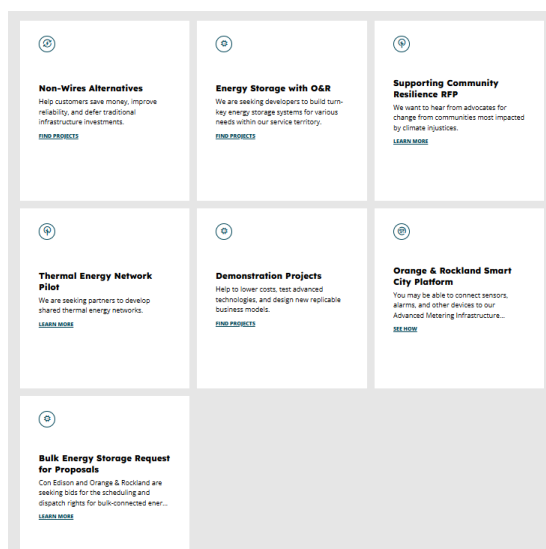 Non-Wires Alternatives
Help customers save money, improve
reliability, and defer traditional
infrastructure investments.
FIND PROJECTS
Energy Storage with O&R
We are seeking developers to build turn-
key energy storage systems for various
needs within our service territory.
FIND PROJECTS
Supporting Community
Resilience RFP
We want to hear from advocates for
change from communities most impacted
by climate injustices.
LEARN MORE
Thermal Energy Network
Pilot
We are seeking partners to develop
shared thermal energy networks.
LEARN MORE
Demonstration Projects
Help to lower costs, test advanced
technologies, and design new replicable
business models.
FIND PROJECTS
Orange & Rockland Smart
City Platform
You may be able to connect sensors,
alarms, and other devices to our
Advanced Metering Infrastructure...
SEE HOW
Bulk Energy Storage Request
for Proposals
Con Edison and Orange & Rockland are
seeking bids for the scheduling and
dispatch rights for bulk-connected ener...
LEARN MORE